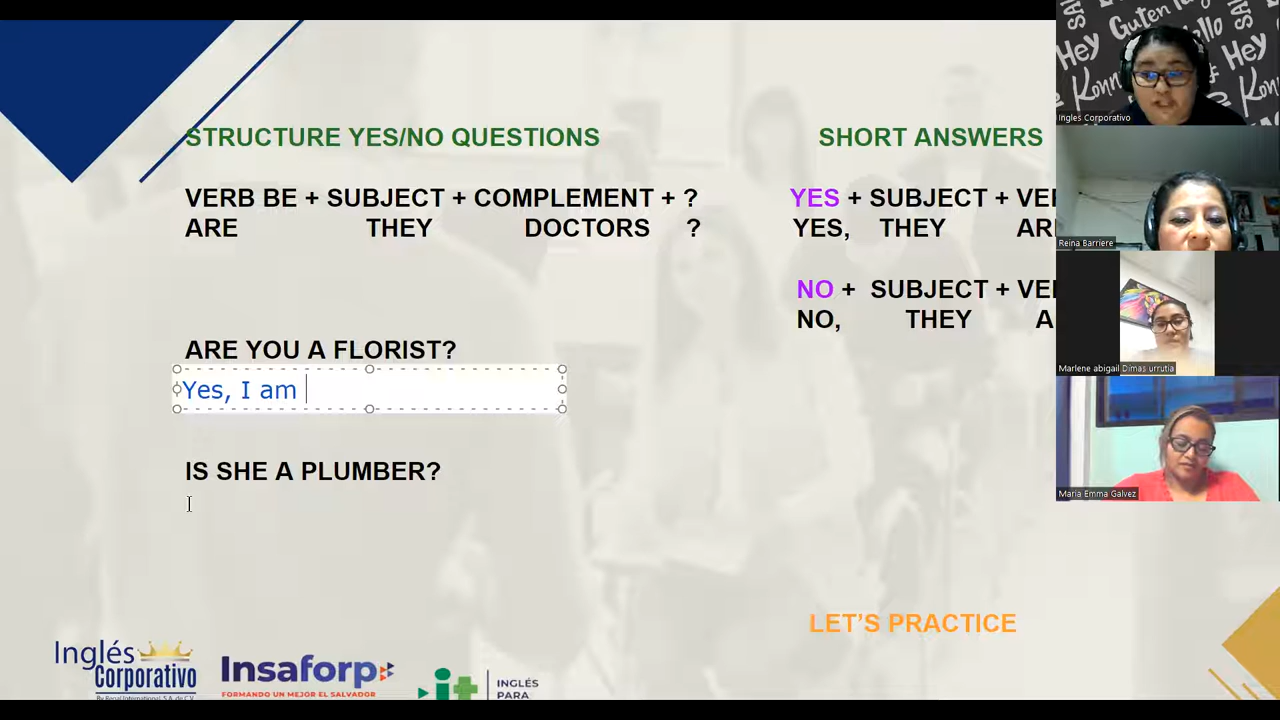 STRUCTURE YES/NO QUESTIONS
VERB BE + SUBJECT + COMPLEMENT + ?
ARE THEY DOCTORS ?
ARE YOU A FLORIST?
Yes, I am
IS SHE A PLUMBER?
SHORT ANSWERS
YES + SUBJECT + VE
YES, THEY AR
NO + SUBJECT + VE
NO, THEY A
LET'S PRACTICE
Inglés
Corporativo
Insaforp
FORMANDO UN MEJOR EL SALVADOR
it
INGLÉS
PARA
Hey
Guten
Hey
Ingles Corporativo
Reina Barriere
Marlene abigail Dimas urrutia
Maria Emma Galvez